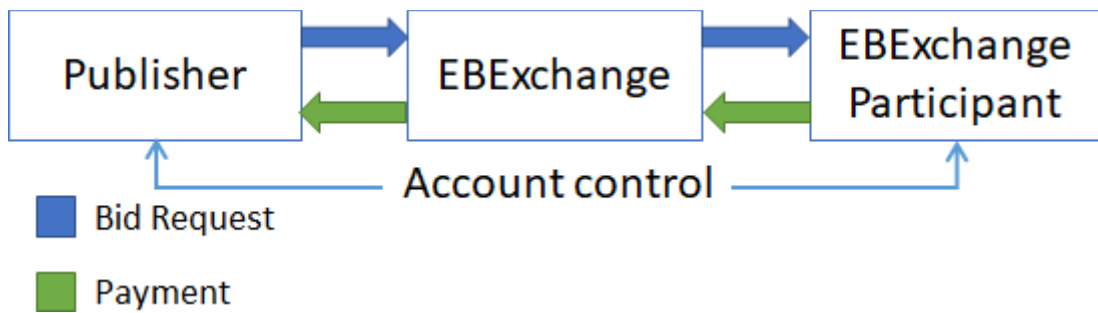 Publisher
EBExchange
EBExchange
Participant
Account control
Bid Request
Payment